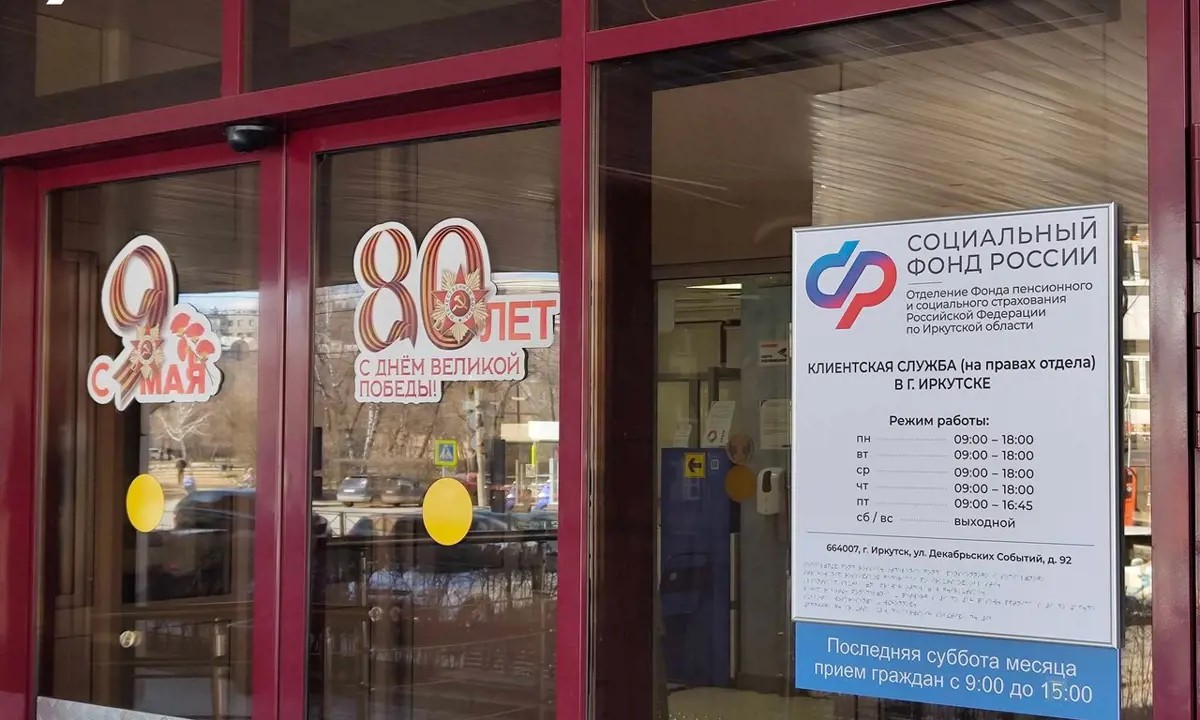 С 9 МАЯ
80 ЛЕТ
С ДНЁМ ВЕЛИКОЙ
ПОБЕДЫ!
СОЦИАЛЬНЫЙ
ФОНД РОССИИ
Отделение Фонда пенсионного
и социального страхования
Российской Федерации
по Иркутской области
КЛИЕНТСКАЯ СЛУЖБА (на правах отдела)
В Г. ИРКУТСКЕ
Режим работы:
пн 09:00 – 18:00
вт 09:00 – 18:00
ср 09:00 – 18:00
чт 09:00 – 18:00
пт 09:00 – 16:45
сб / вс выходной
664007, г. Иркутск, ул. Декабрьских Событий, д. 92
Последняя суббота месяца
прием граждан с 9:00 до 15:00